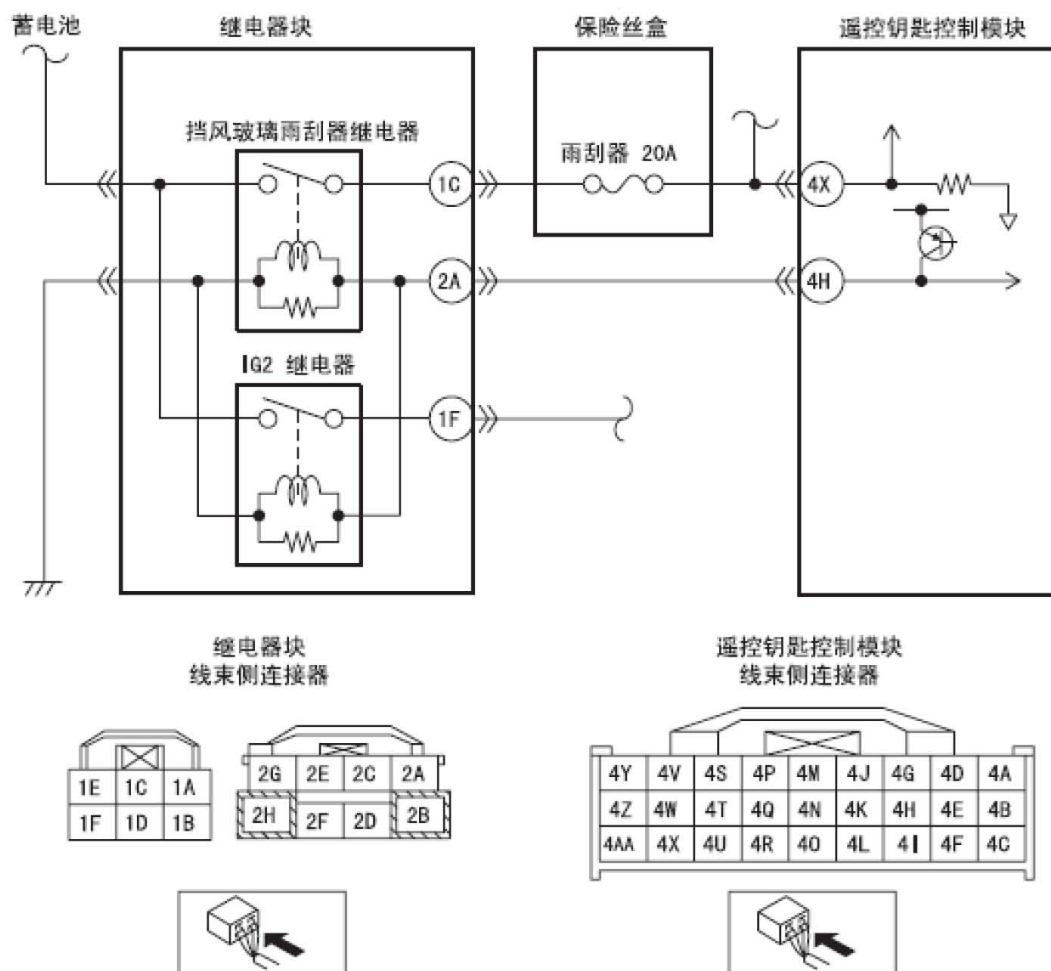 蓄电池 继电器块 保险丝盒 遥控钥匙控制模块
挡风玻璃雨刮器继电器
雨刮器 20A
1C 4X
2A 4H
IG2 继电器
1F
继电器块
线束侧连接器
遥控钥匙控制模块
线束侧连接器
1E 1C 1A
1F 1D 1B
2G 2E 2C 2A
2H 2F 2D 2B
4Y 4V 4S 4P 4M 4J 4G 4D 4A
4Z 4W 4T 4Q 4N 4K 4H 4E 4B
4AA 4X 4U 4R 4O 4L 4I 4F 4C